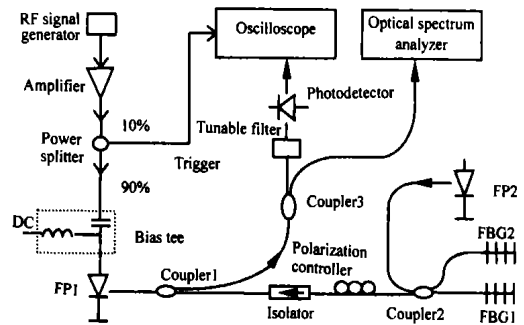 RF signal
generator
Oscilloscope
Optical spectrum
analyzer
Amplifier
Photodetector
10%
Tunable filter
Power
splitter
Trigger
90%
FP2
Coupler3
DC
Bias tee
FBG2
Polarization
controller
FP1
Coupler1
Isolator
Coupler2
FBG1